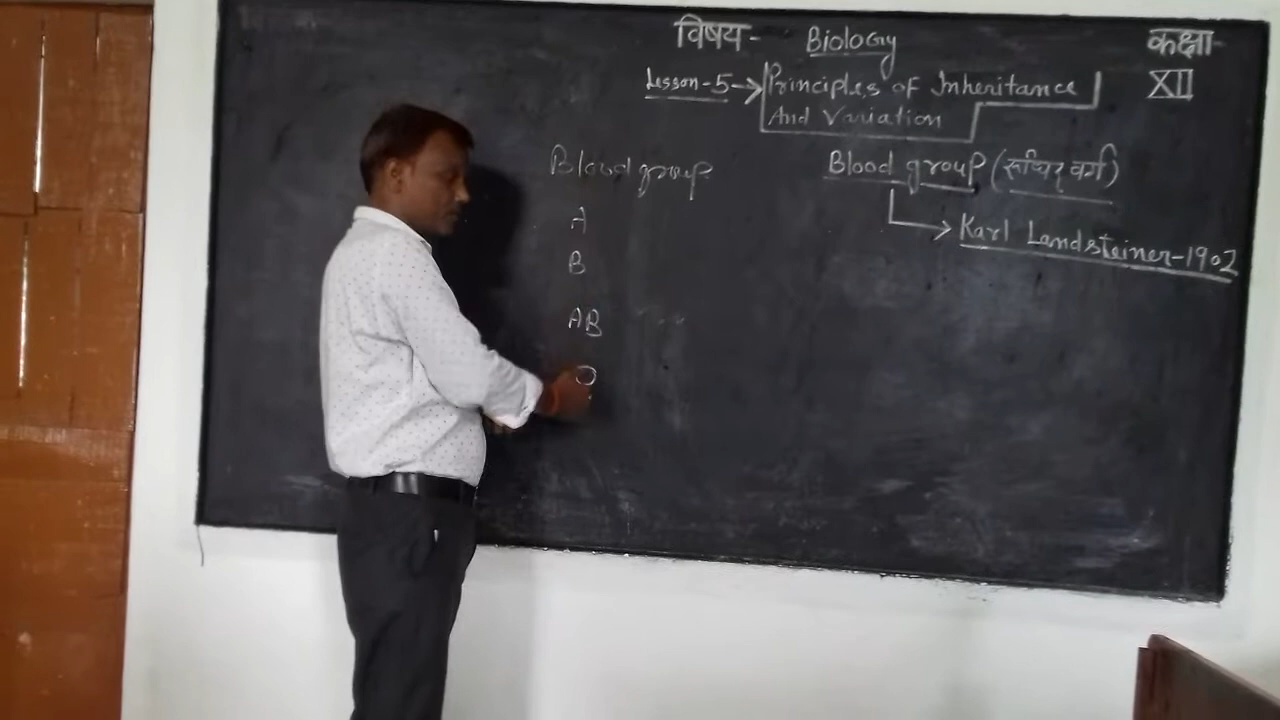 विषय- Biology कक्षा-
Lesson-5→ Principles of Inheritance XII
And Variation
Blood group (रूधिर वर्ग)
Karl Landsteiner-1902
Blood group
A
B
AB
O